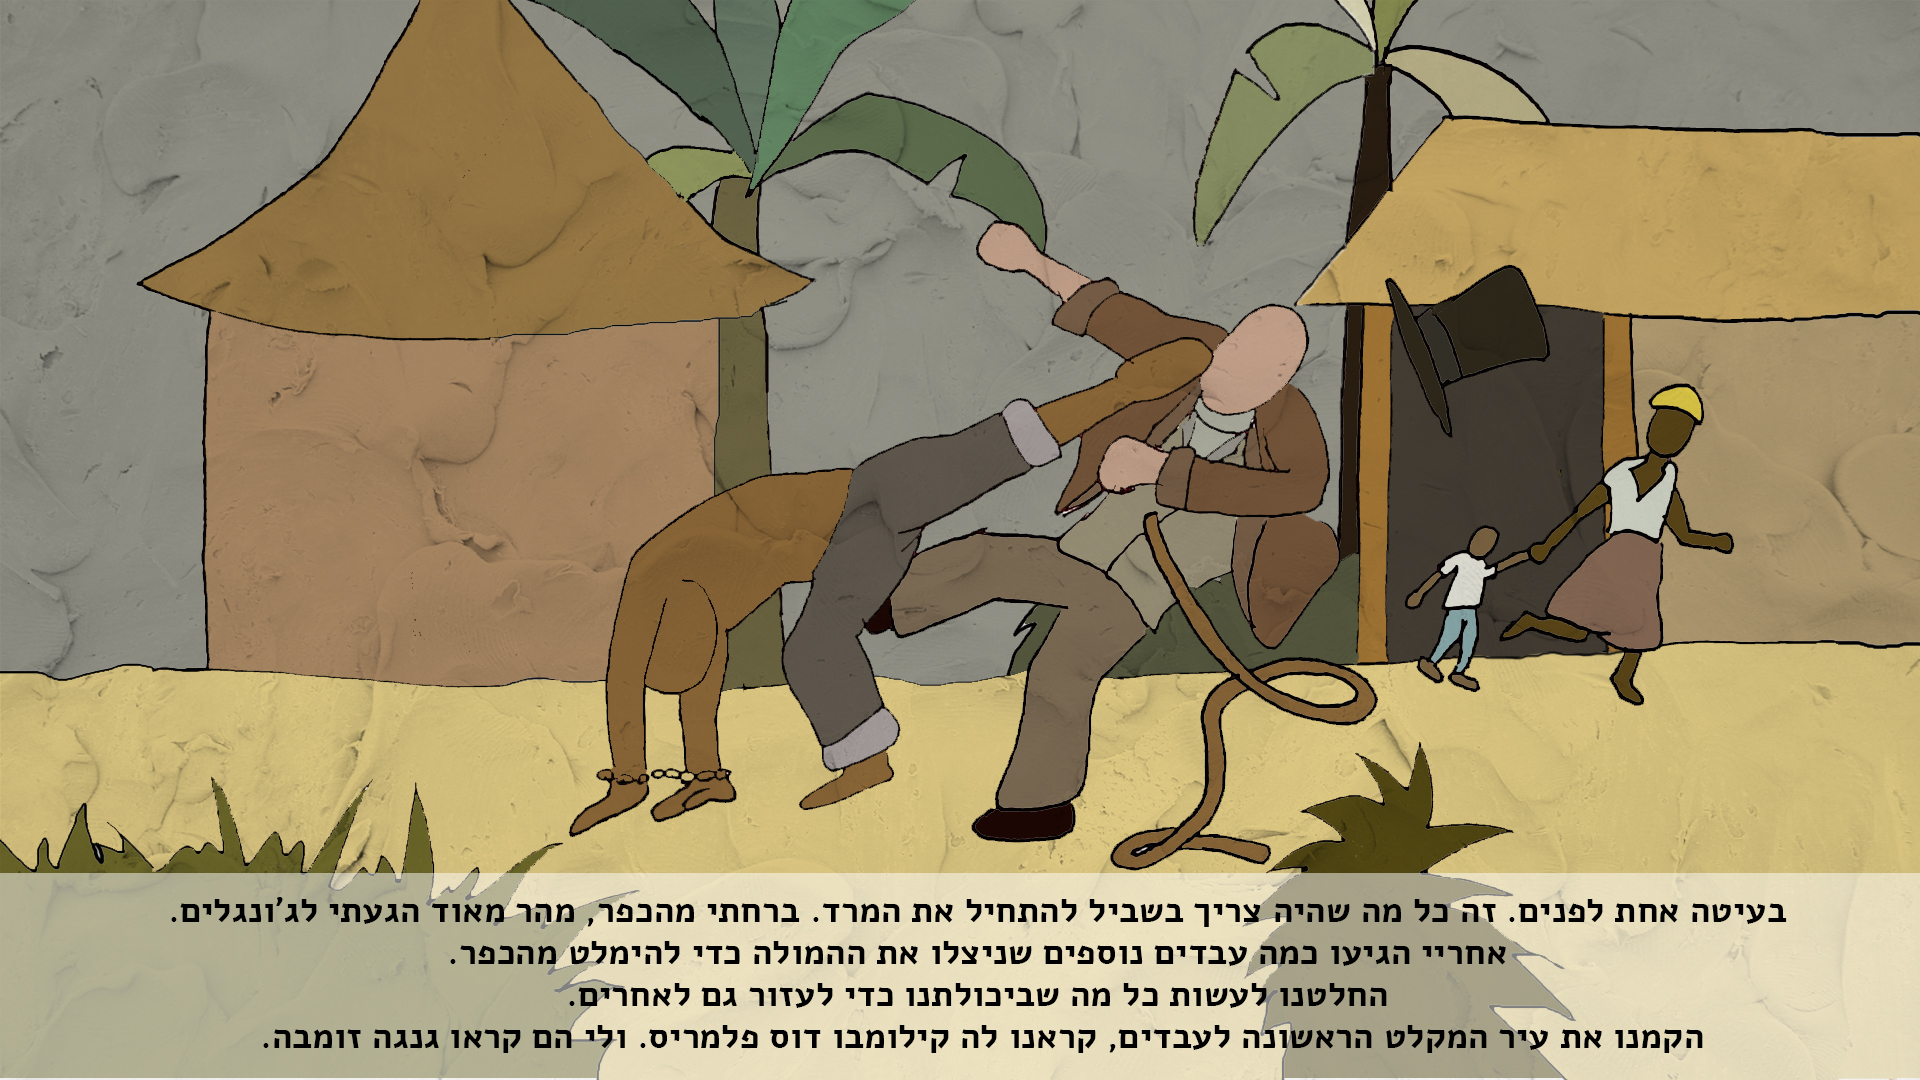 בעיטה אחת לפנים. זה כל מה שהיה צריך בשביל להתחיל את המרד. ברחתי מהכפר, מהר מאוד הגעתי לג'ונגלים.
אחריי הגיעו כמה עבדים נוספים שניצלו את ההמולה כדי להימלט מהכפר.
החלטנו לעשות כל מה שביכולתנו כדי לעזור גם לאחרים.
הקמנו את עיר המקלט הראשונה לעבדים, קראנו לה קילומבו דוס פלמריס. ולי הם קראו גנגה זומבה.